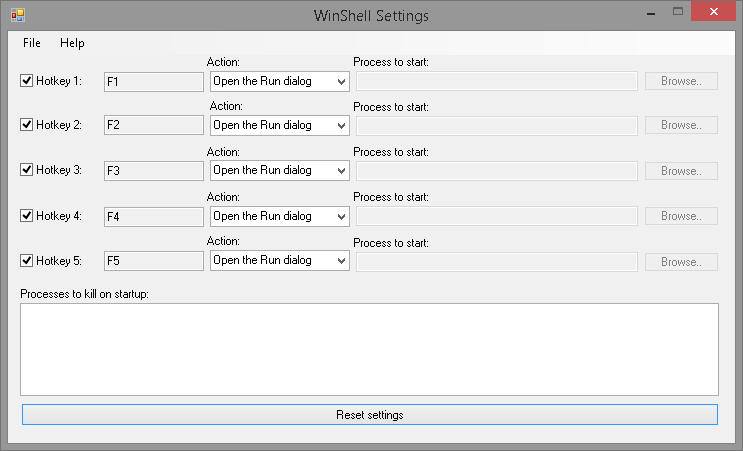 WinShell Settings
File Help
Action: Process to start:
Hotkey 1: F1 Open the Run dialog Browse..
Action: Process to start:
Hotkey 2: F2 Open the Run dialog Browse..
Action: Process to start:
Hotkey 3: F3 Open the Run dialog Browse..
Action: Process to start:
Hotkey 4: F4 Open the Run dialog Browse..
Action: Process to start:
Hotkey 5: F5 Open the Run dialog Browse..
Processes to kill on startup:
Reset settings